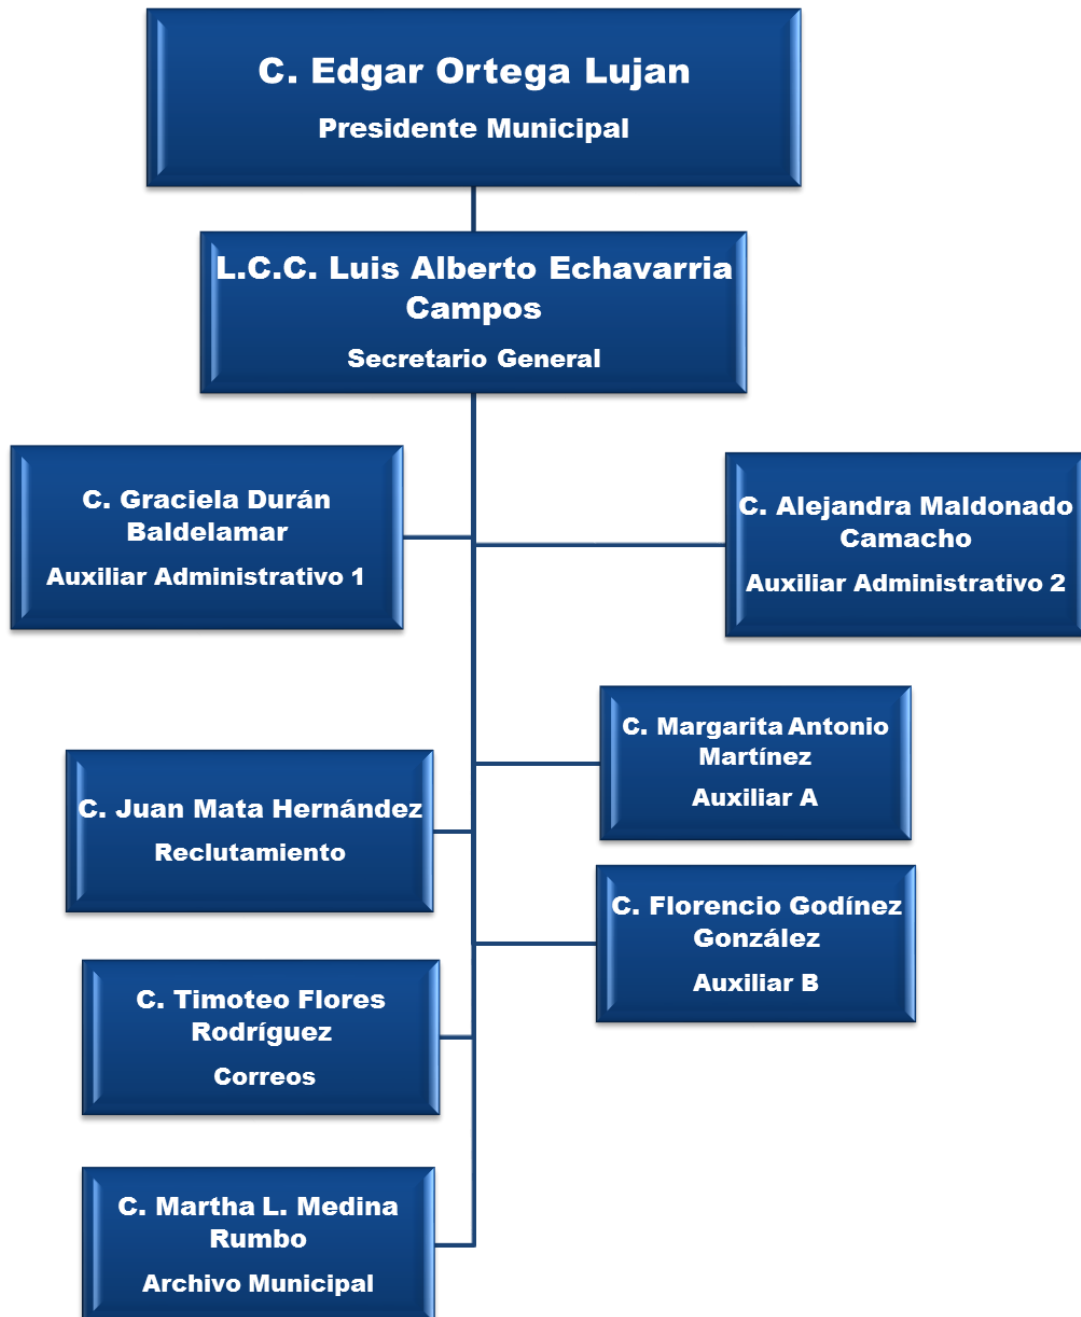 C. Edgar Ortega Lujan
Presidente Municipal
L.C.C. Luis Alberto Echavarria
Campos
Secretario General
C. Graciela Durán
Baldelamar
Auxiliar Administrativo 1
C. Alejandra Maldonado
Camacho
Auxiliar Administrativo 2
C. Margarita Antonio
Martínez
Auxiliar A
C. Juan Mata Hernández
Reclutamiento
C. Florencio Godínez
González
Auxiliar B
C. Timoteo Flores
Rodríguez
Correos
C. Martha L. Medina
Rumbo
Archivo Municipal